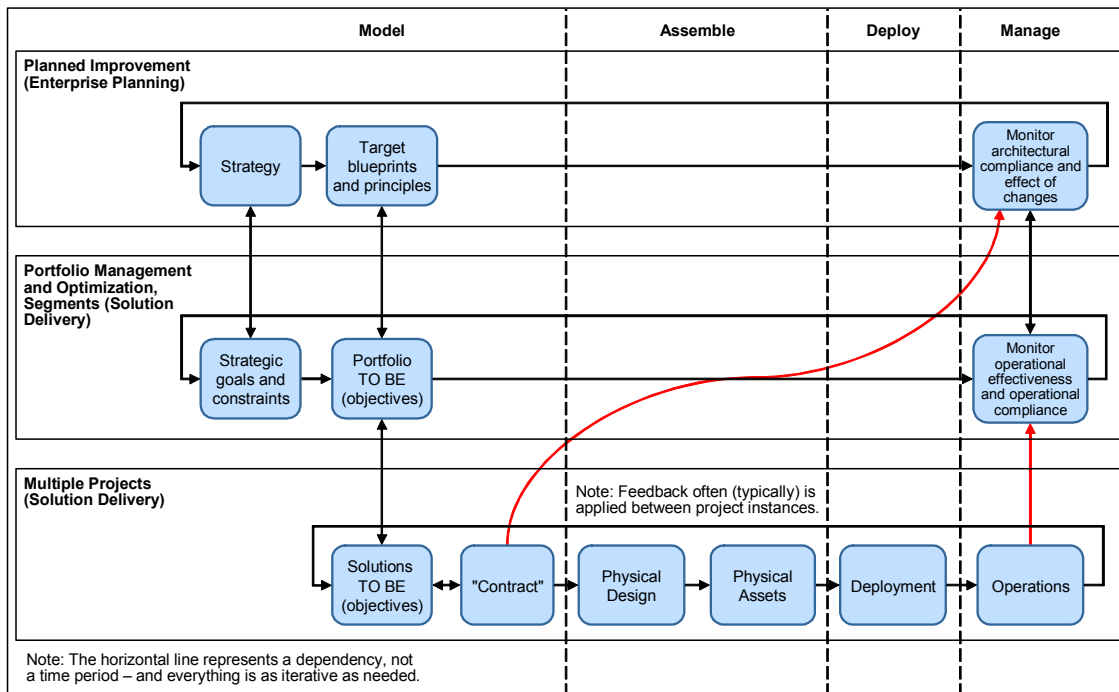 Model
Assemble
Deploy
Manage
Planned Improvement
(Enterprise Planning)
Strategy
Target
blueprints
and principles
Monitor
architectural
compliance and
effect of
changes
Portfolio Management
and Optimization,
Segments (Solution
Delivery)
Strategic
goals and
constraints
Portfolio
TO BE
(objectives)
Monitor
operational
effectiveness
and operational
compliance
Multiple Projects
(Solution Delivery)
Note: Feedback often (typically) is
applied between project instances.
Solutions
TO BE
(objectives)
"Contract"
Physical
Design
Physical
Assets
Deployment
Operations
Note: The horizontal line represents a dependency, not
a time period – and everything is as iterative as needed.